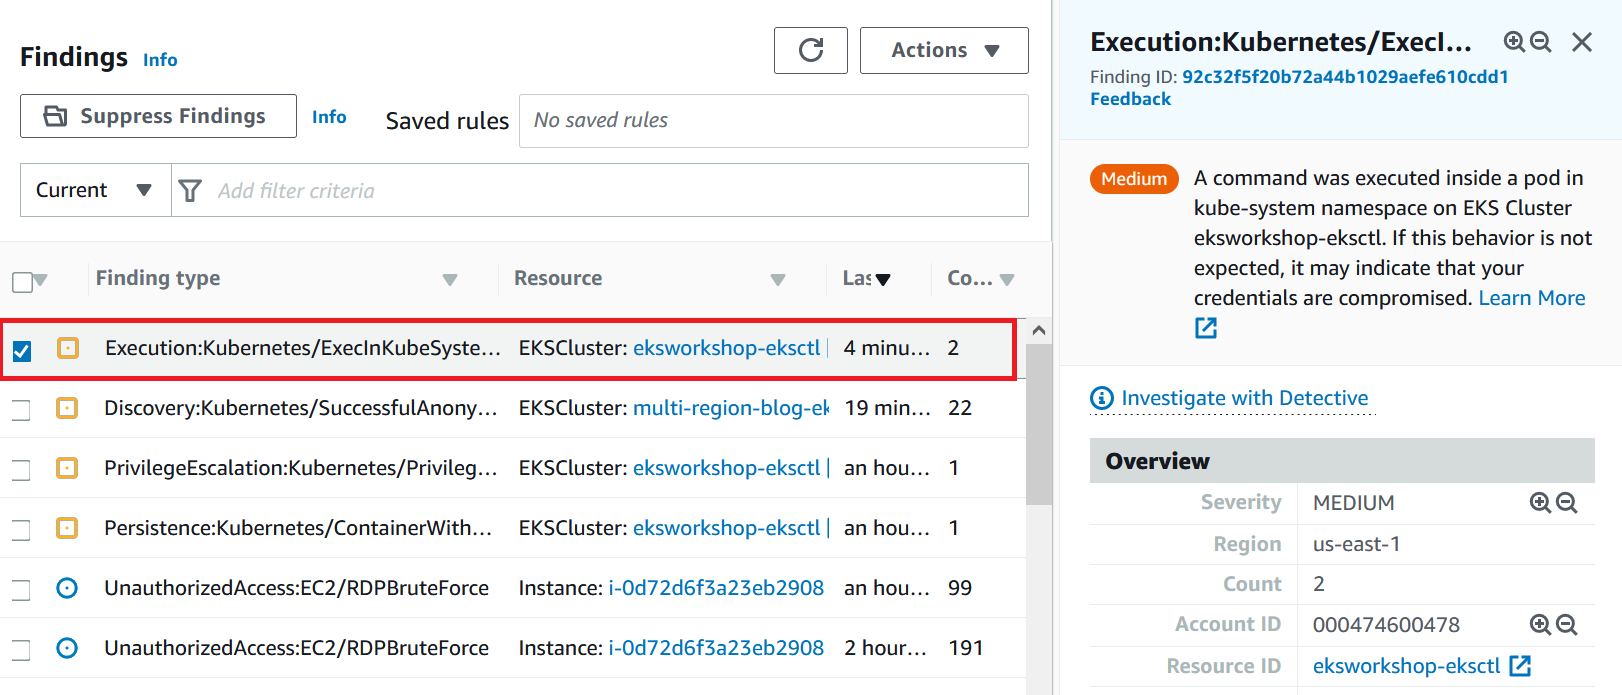 Findings Info
Actions
Suppress Findings Info Saved rules No saved rules
Current Add filter criteria
Finding type Resource Las Co...
Execution:Kubernetes/ExecInKubeSyste... EKSCluster: eksworkshop-eksctl | 4 minu... 2
Discovery:Kubernetes/SuccessfulAnony... EKSCluster: multi-region-blog-ek 19 min... 22
PrivilegeEscalation:Kubernetes/Privileg... EKSCluster: eksworkshop-eksctl | an hou... 1
Persistence:Kubernetes/ContainerWith... EKSCluster: eksworkshop-eksctl | an hou... 1
UnauthorizedAccess:EC2/RDPBruteForce Instance: i-0d72d6f3a23eb2908 an hou... 99
UnauthorizedAccess:EC2/RDPBruteForce Instance: i-0d72d6f3a23eb2908 2 hour... 191
Execution:Kubernetes/ExecI...
Finding ID: 92c32f5f20b72a44b1029aefe610cdd1
Feedback
Medium A command was executed inside a pod in
kube-system namespace on EKS Cluster
eksworkshop-eksctl. If this behavior is not
expected, it may indicate that your
credentials are compromised. Learn More
Investigate with Detective
Overview
Severity MEDIUM
Region us-east-1
Count 2
Account ID 000474600478
Resource ID eksworkshop-eksctl